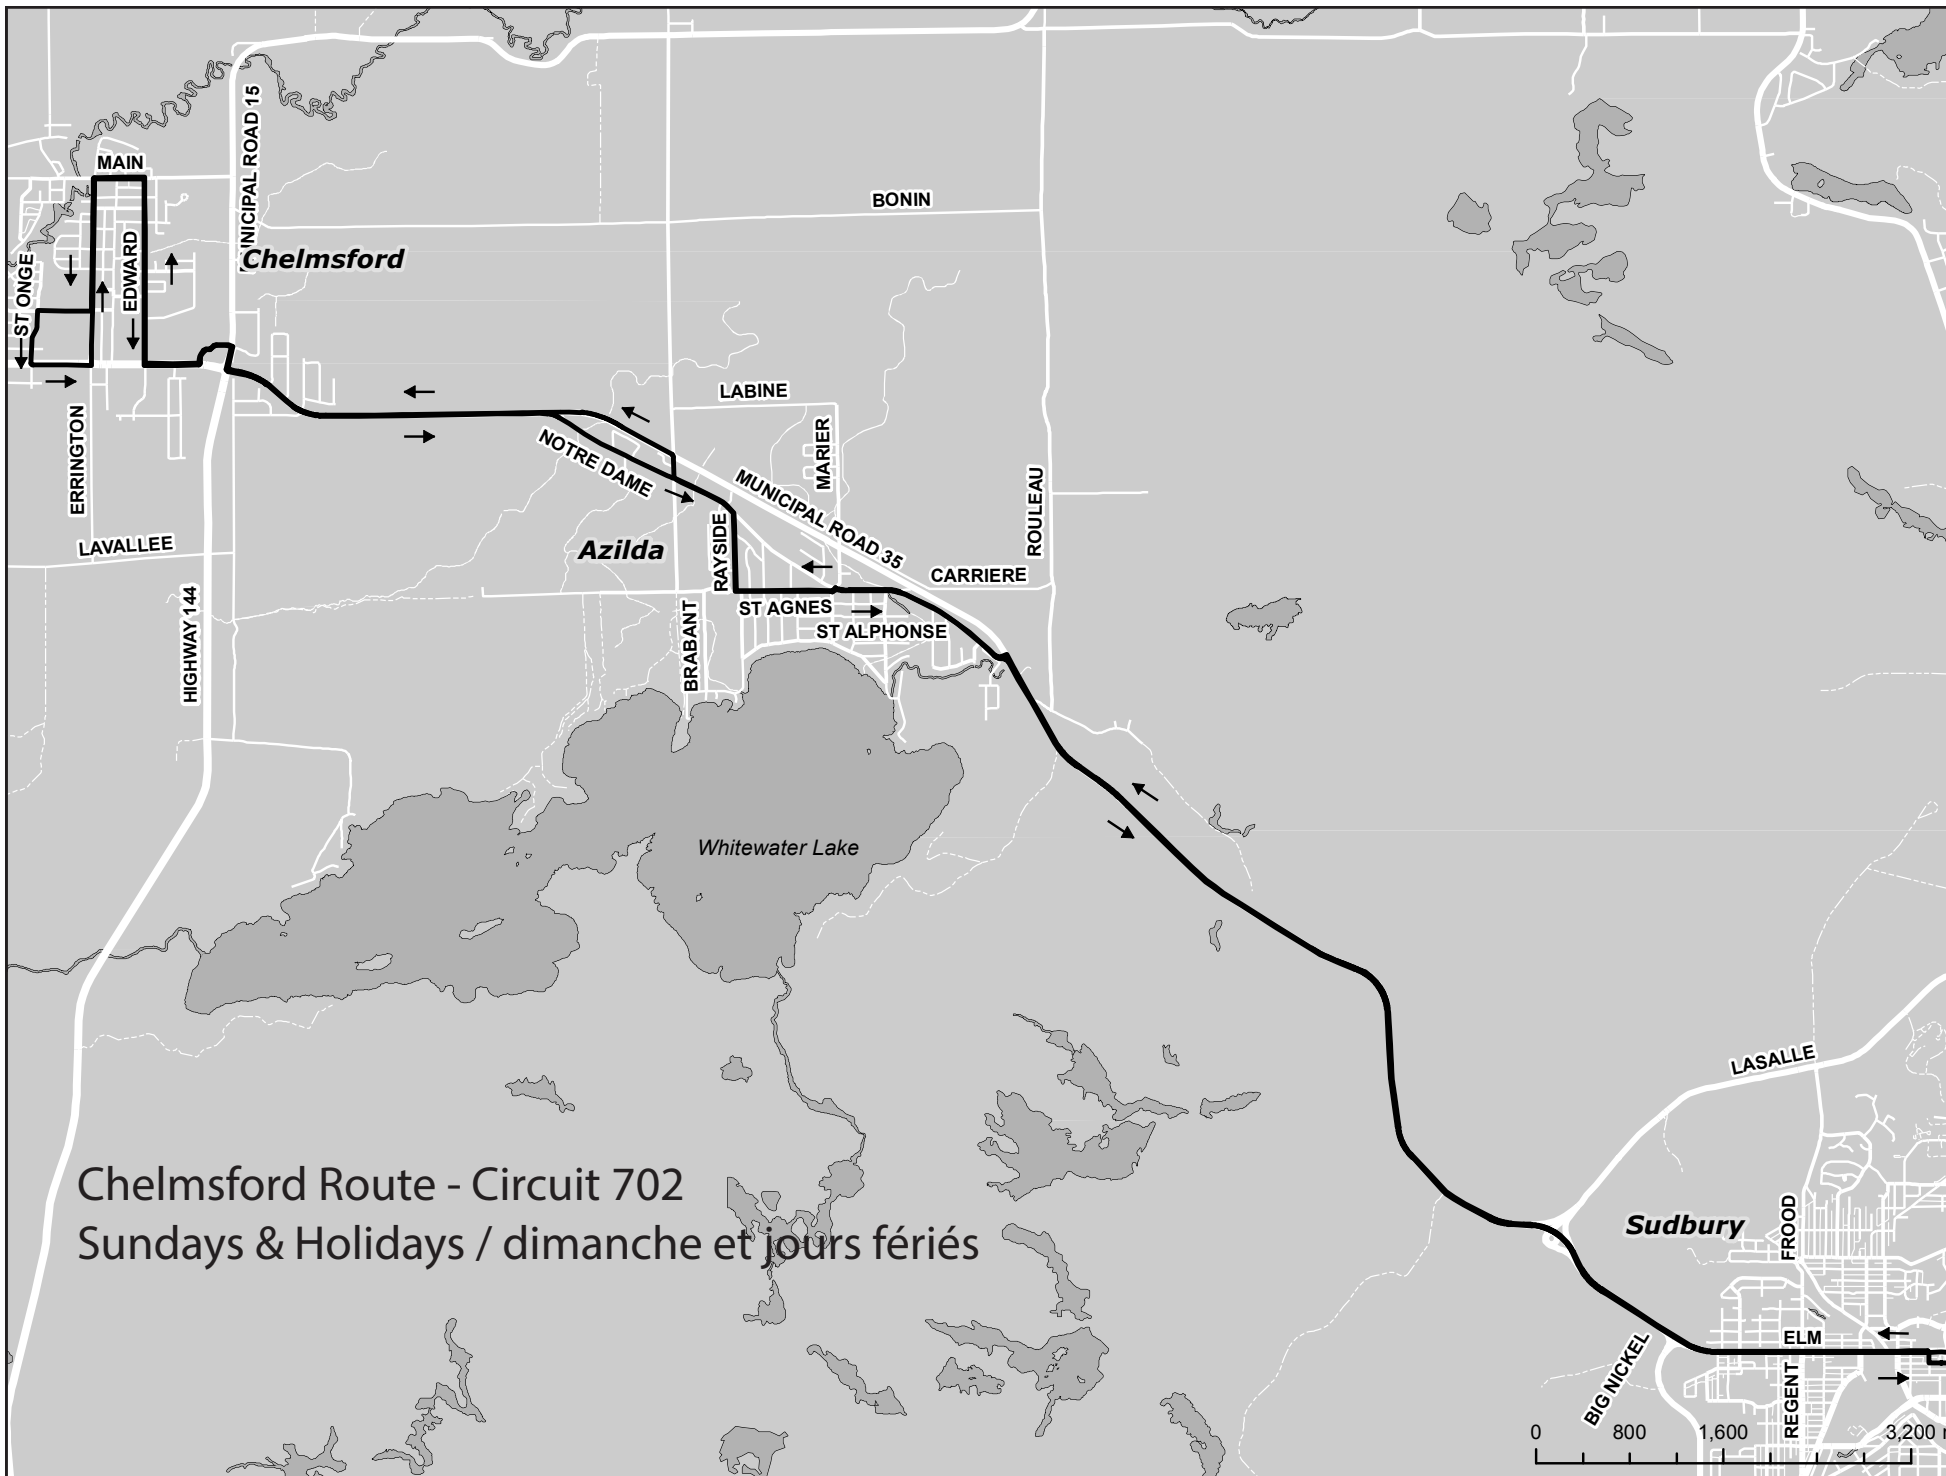 MAIN
MUNICIPAL ROAD 15
BONIN
EDWARD
ST ONGE
Chelmsford
LABINE
ERRINGTON
NOTRE DAME
MARIER
MUNICIPAL ROAD 35
ROULEAU
RAYSIDE
LAVALLEE
Azilda
CARRIERE
HIGHWAY 144
ST AGNES
BRABANT
ST ALPHONSE
Whitewater Lake
LASALLE
Chelmsford Route - Circuit 702
Sundays & Holidays / dimanche et jours fériés
FROOD
Sudbury
ELM
BIG NICKEL
REGENT
0 800 1,600 3,200